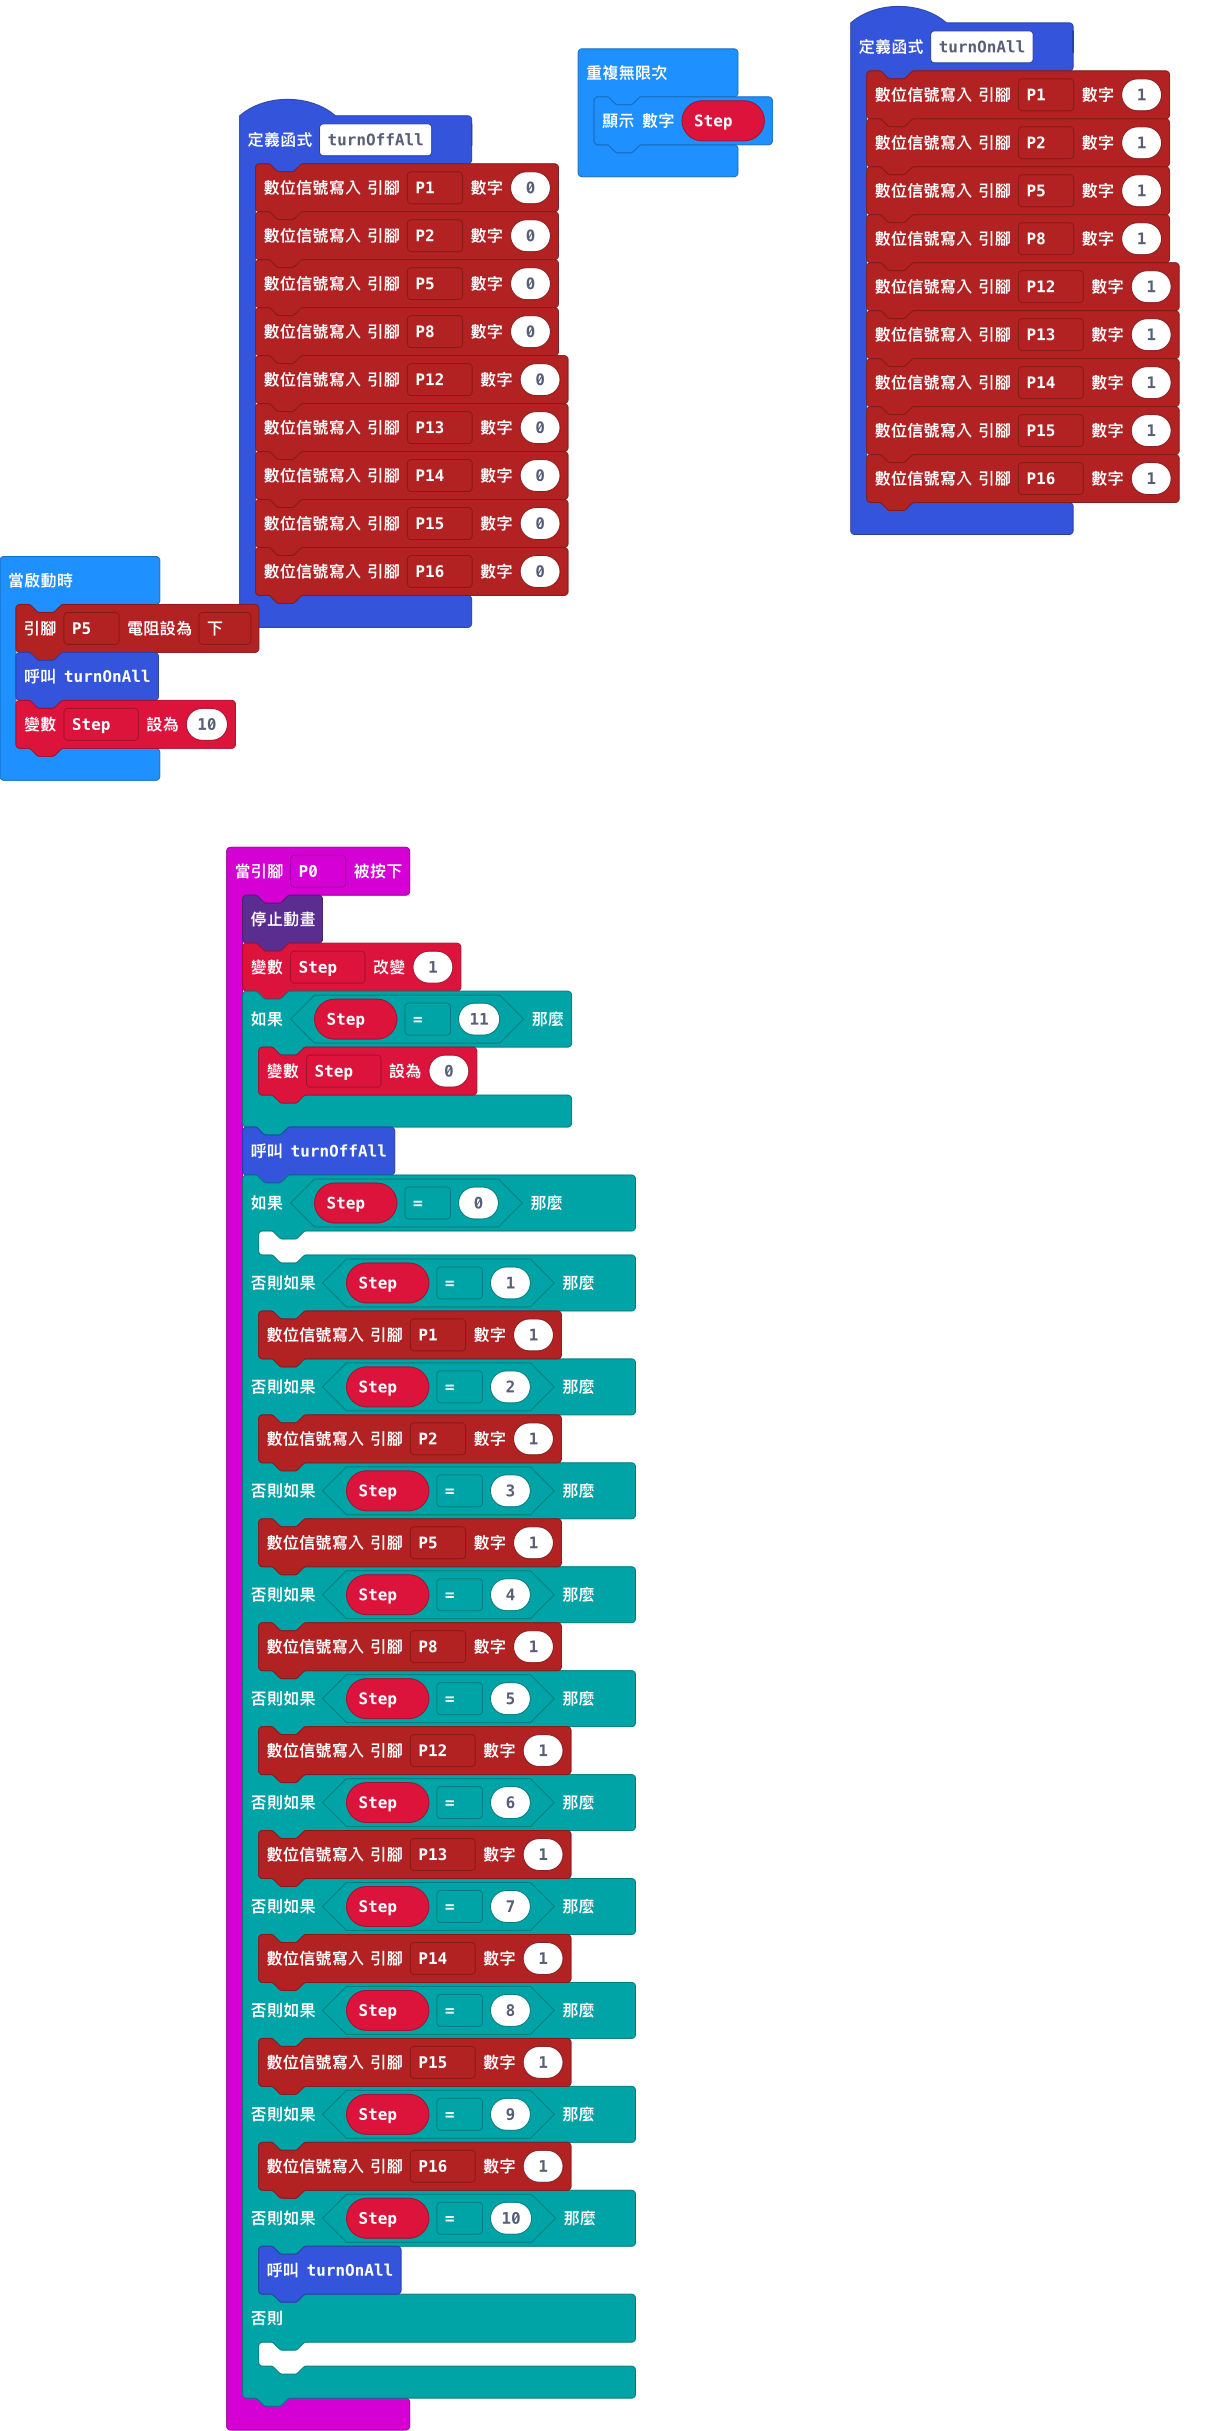 定義函式 turnOnAll
數位信號寫入 引腳 P1 數字 1
數位信號寫入 引腳 P2 數字 1
數位信號寫入 引腳 P5 數字 1
數位信號寫入 引腳 P8 數字 1
數位信號寫入 引腳 P12 數字 1
數位信號寫入 引腳 P13 數字 1
數位信號寫入 引腳 P14 數字 1
數位信號寫入 引腳 P15 數字 1
數位信號寫入 引腳 P16 數字 1
重複無限次
顯示 數字 Step
定義函式 turnOffAll
數位信號寫入 引腳 P1 數字 0
數位信號寫入 引腳 P2 數字 0
數位信號寫入 引腳 P5 數字 0
數位信號寫入 引腳 P8 數字 0
數位信號寫入 引腳 P12 數字 0
數位信號寫入 引腳 P13 數字 0
數位信號寫入 引腳 P14 數字 0
數位信號寫入 引腳 P15 數字 0
數位信號寫入 引腳 P16 數字 0
當啟動時
引腳 P5 電阻設為 下
呼叫 turnOnAll
變數 Step 設為 10
當引腳 P0 被按下
停止動畫
變數 Step 改變 1
如果 Step = 11 那麼
變數 Step 設為 0
呼叫 turnOffAll
如果 Step = 0 那麼
否則如果 Step = 1 那麼
數位信號寫入 引腳 P1 數字 1
否則如果 Step = 2 那麼
數位信號寫入 引腳 P2 數字 1
否則如果 Step = 3 那麼
數位信號寫入 引腳 P5 數字 1
否則如果 Step = 4 那麼
數位信號寫入 引腳 P8 數字 1
否則如果 Step = 5 那麼
數位信號寫入 引腳 P12 數字 1
否則如果 Step = 6 那麼
數位信號寫入 引腳 P13 數字 1
否則如果 Step = 7 那麼
數位信號寫入 引腳 P14 數字 1
否則如果 Step = 8 那麼
數位信號寫入 引腳 P15 數字 1
否則如果 Step = 9 那麼
數位信號寫入 引腳 P16 數字 1
否則如果 Step = 10 那麼
呼叫 turnOnAll
否則